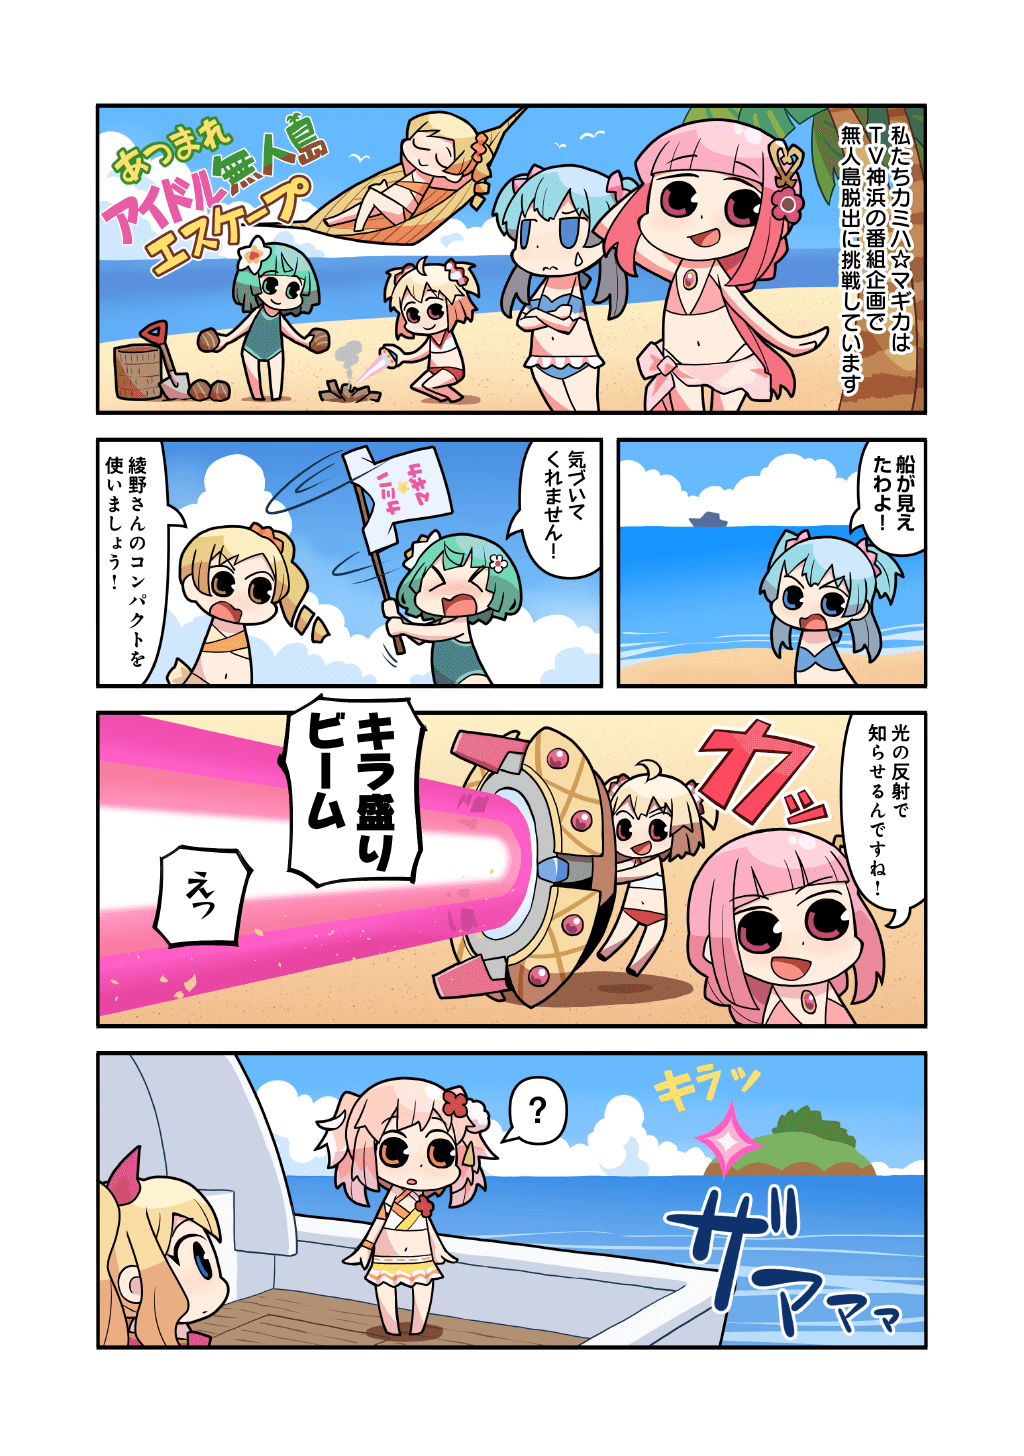 私たちカミハ☆マギカは
TV神浜の番組企画で
無人島脱出に挑戦しています
あつまれ
アイドル無人島
エスケープ
船が見え
たわよ！
気づいて
くれません！
綾野さんのコンパクトを
使いましょう！
光の反射で
知らせるんですね！
カッ
キラ盛り
ビーム
えっ
？
キラッ
ザァァァァ